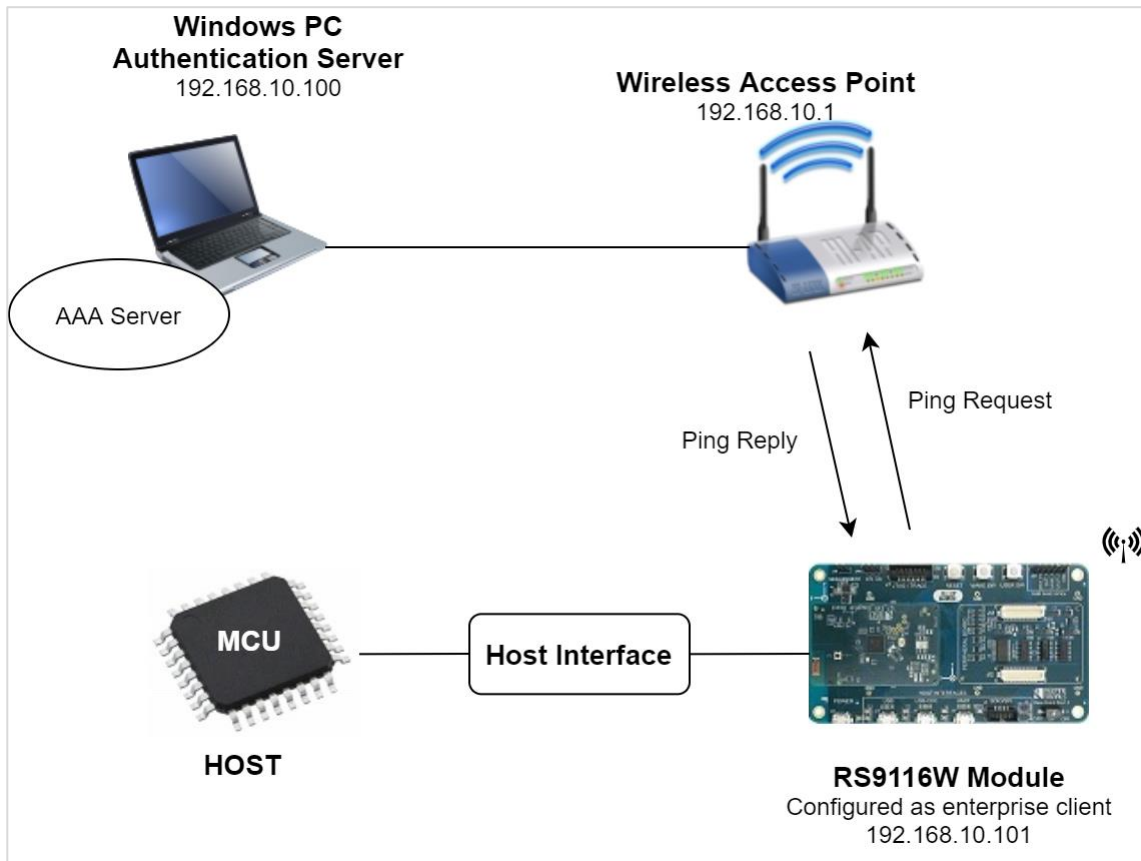 Windows PC
Authentication Server
192.168.10.100
Wireless Access Point
192.168.10.1
AAA Server
Ping Request
Ping Reply
MCU
Host Interface
HOST
RS9116W Module
Configured as enterprise client
192.168.10.101